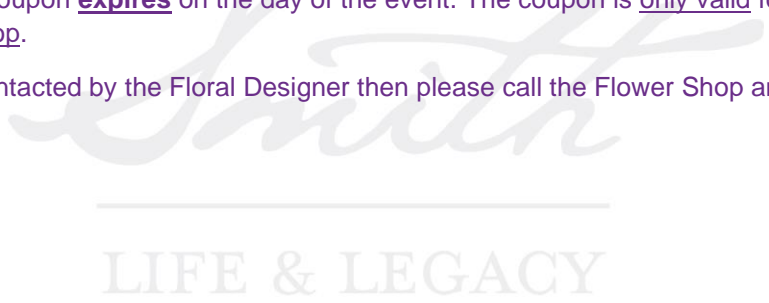 oupon expires on the day of the event. The coupon is only valid
op.
ntacted by the Floral Designer then please call the Flower Shop
Smith
LIFE & LEGACY